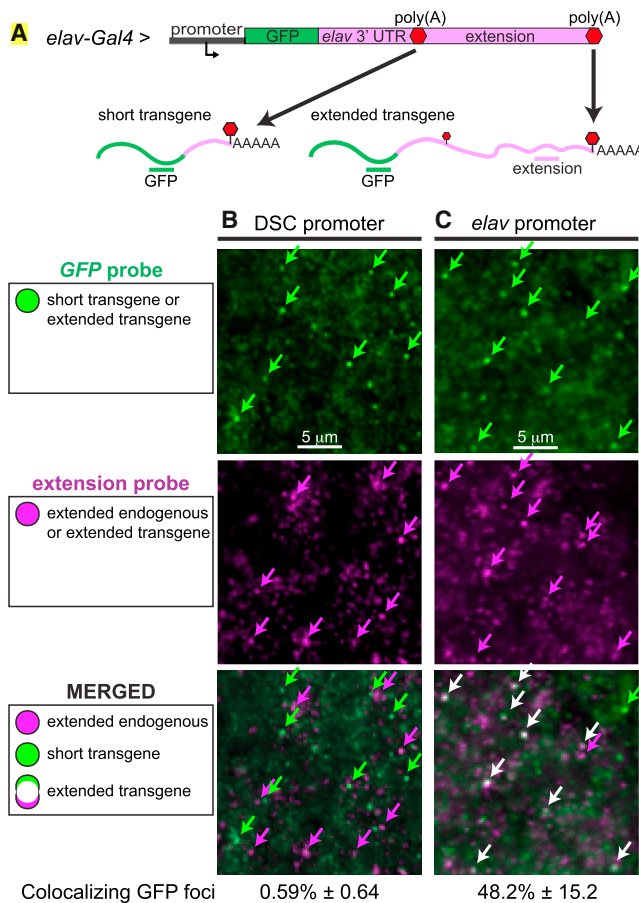 A elav-Gal4 > promoter GFP elav 3' UTR extension
poly(A) poly(A)
short transgene
extended transgene
AAAAA
GFP
AAAAA
GFP
extension
B DSC promoter
C elav promoter
GFP probe
short transgene or
extended transgene
5 μm
5 μm
extension probe
extended endogenous
or extended transgene
MERGED
extended endogenous
short transgene
extended transgene
Colocalizing GFP foci 0.59% ± 0.64 48.2% ± 15.2